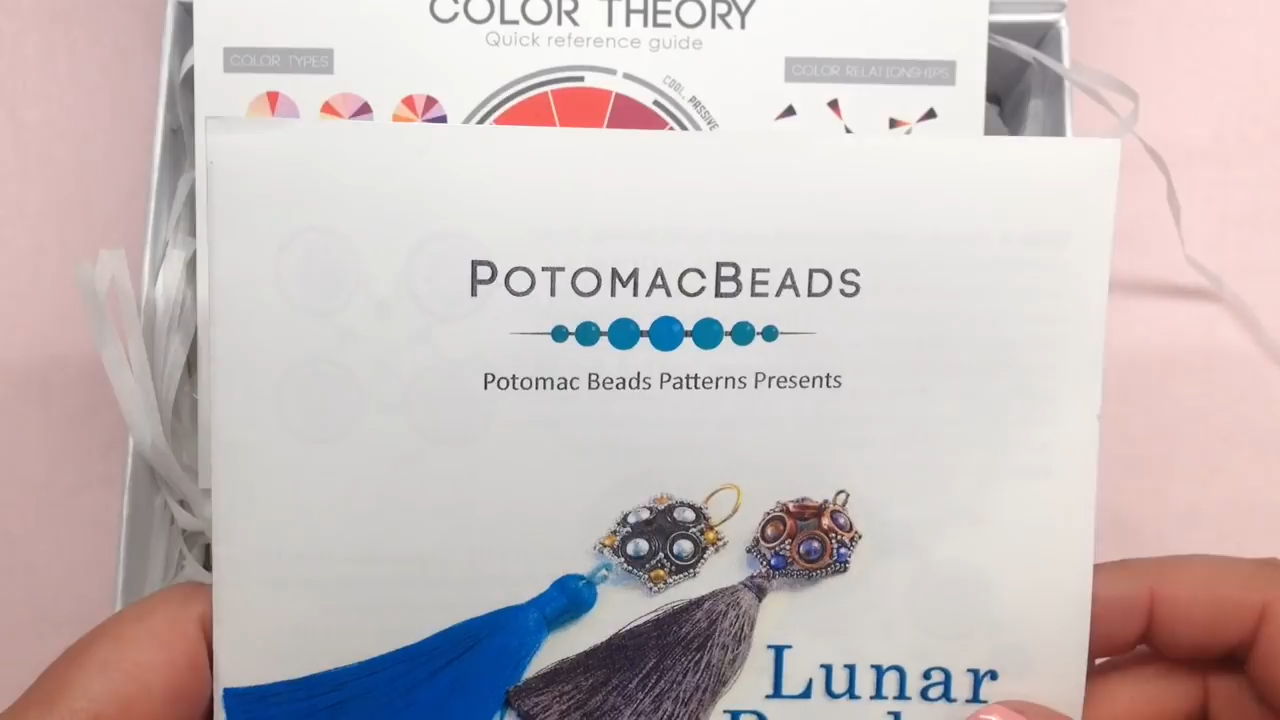 COLOR THEORY
Quick reference guide
COLOR TYPES
COLOR RELATIONSHIPS
COOL, PASSIVE
POTOMACBEADS
Potomac Beads Patterns Presents
Lunar